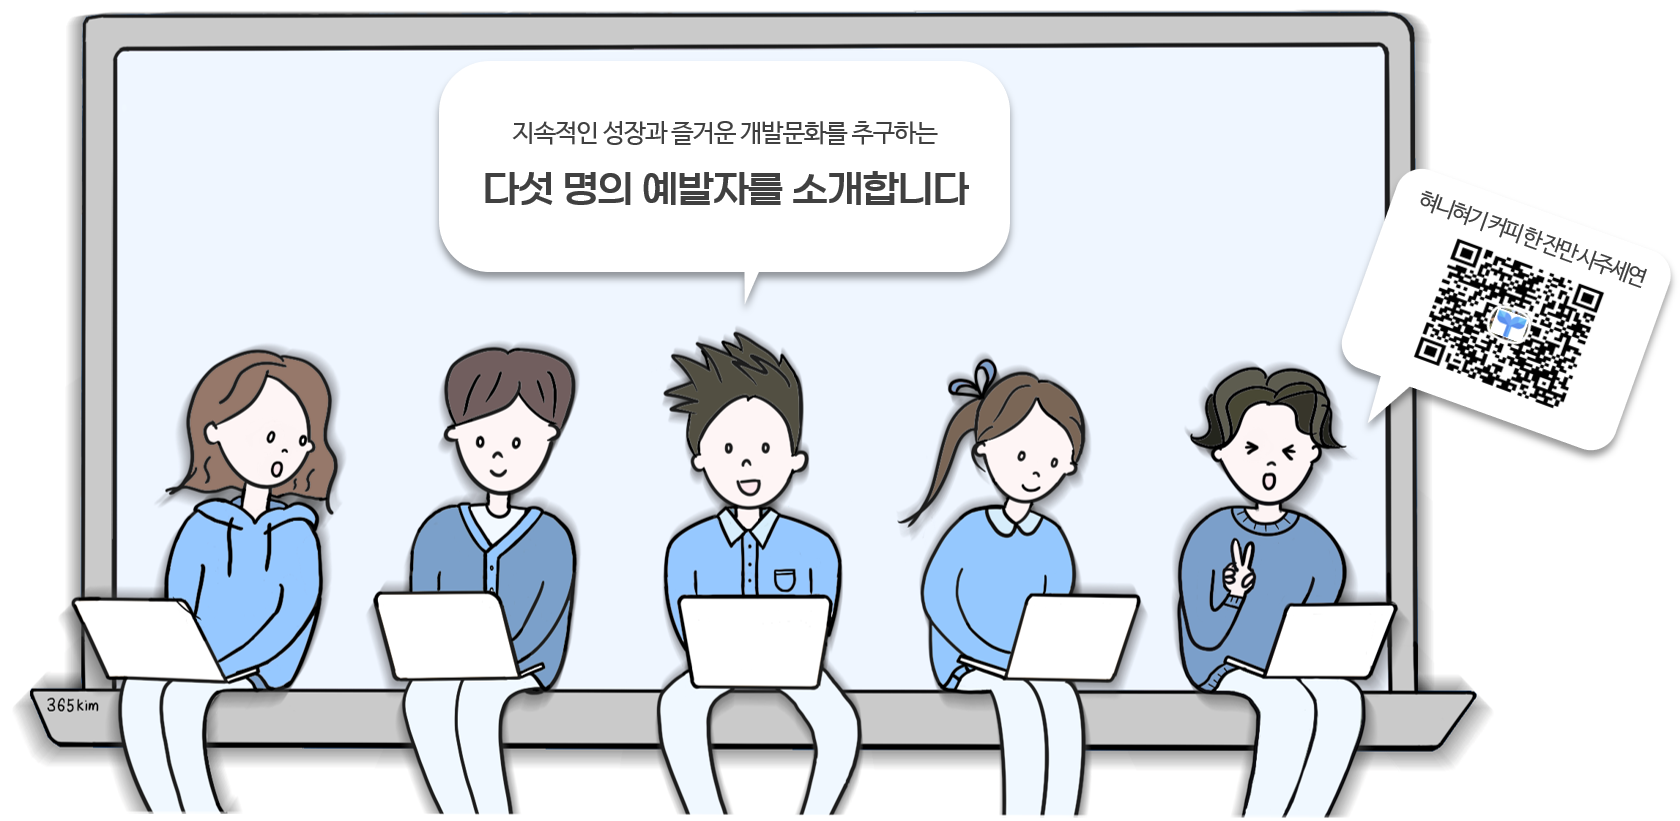 지속적인 성장과 즐거운 개발문화를 추구하는
다섯 명의 예발자를 소개합니다
혀니혀기 커피 한 잔만 사주세연
365kim